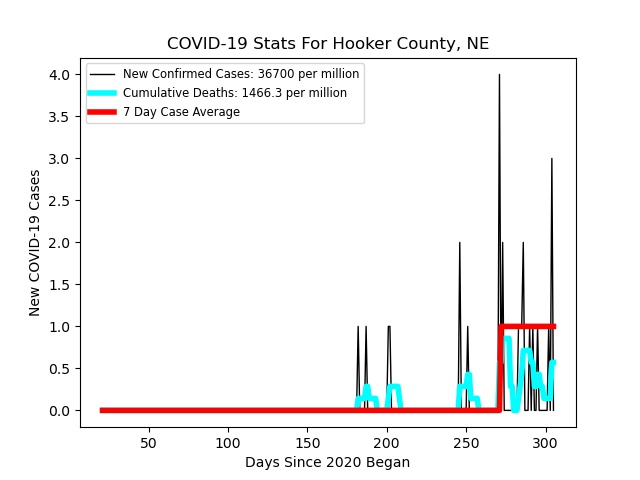 COVID-19 Stats For Hooker County, NE
New Confirmed Cases: 36700 per million
Cumulative Deaths: 1466.3 per million
7 Day Case Average
New COVID-19 Cases
4.0
3.5
3.0
2.5
2.0
1.5
1.0
0.5
0.0
50 100 150 200 250 300
Days Since 2020 Began